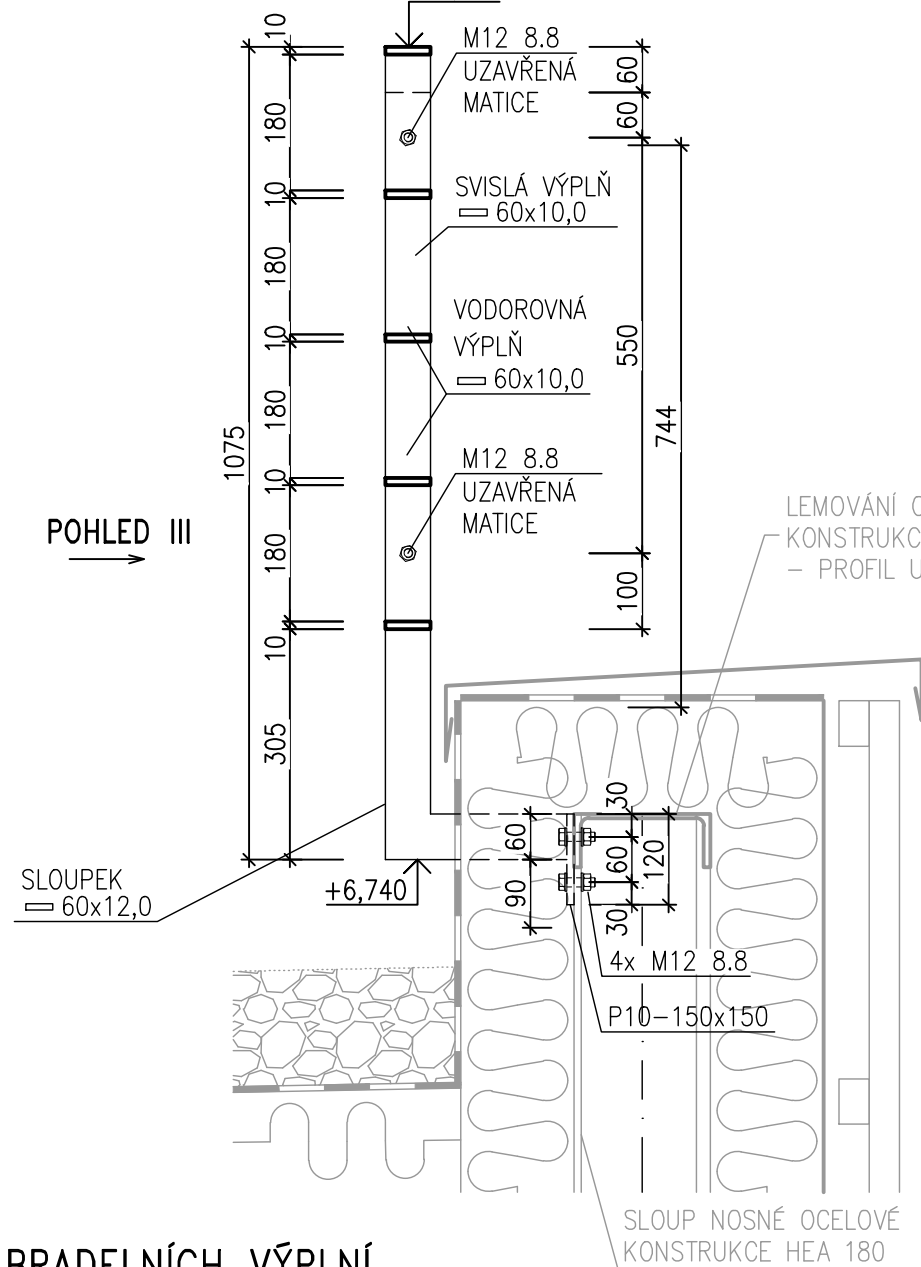 10
M12 8.8
UZAVŘENÁ
MATICE
60
60
180
10
SVISLÁ VÝPLŇ
60x10,0
180
VODOROVNÁ
VÝPLŇ
60x10,0
10
550
180
744
1075
M12 8.8
UZAVŘENÁ
MATICE
10
POHLED III
LEMOVÁNÍ
KONSTRUKC
– PROFIL U
180
100
10
305
30
60
60
120
SLOUPEK
60x12,0
+6,740
90
30
4x M12 8.8
P10–150x150
SLOUP NOSNÉ OCELOVÉ
KONSTRUKCE HEA 180
BRADELNÍCH VÝPLNÍ